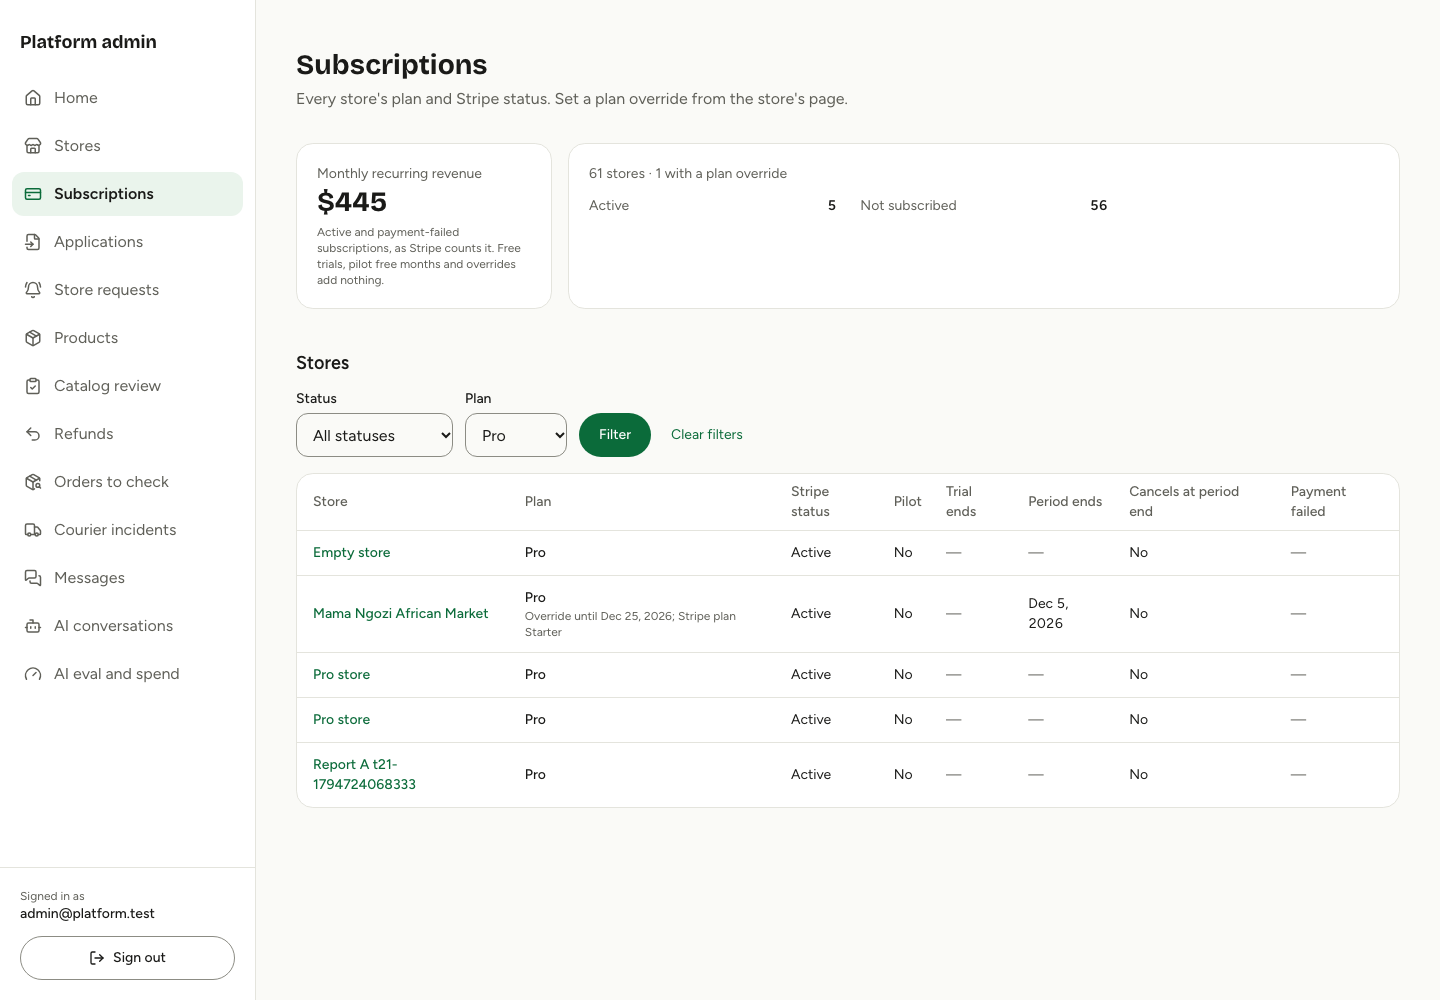 Platform admin
Home
Stores
Subscriptions
Applications
Store requests
Products
Catalog review
Refunds
Orders to check
Courier incidents
Messages
AI conversations
AI eval and spend
Signed in as
admin@platform.test
Sign out
Subscriptions
Every store's plan and Stripe status. Set a plan override from the store's page.
Monthly recurring revenue
$445
Active and payment-failed
subscriptions, as Stripe counts it. Free
trials, pilot free months and overrides
add nothing.
61 stores · 1 with a plan override
Active 5 Not subscribed 56
Stores
Status Plan
All statuses Pro Filter Clear filters
Store Plan Stripe status Pilot Trial ends Period ends Cancels at period end Payment failed
Empty store Pro Active No — — No —
Mama Ngozi African Market Pro Override until Dec 25, 2026; Stripe plan Starter Active No — Dec 5, 2026 No —
Pro store Pro Active No — — No —
Pro store Pro Active No — — No —
Report A t21-1794724068333 Pro Active No — — No —